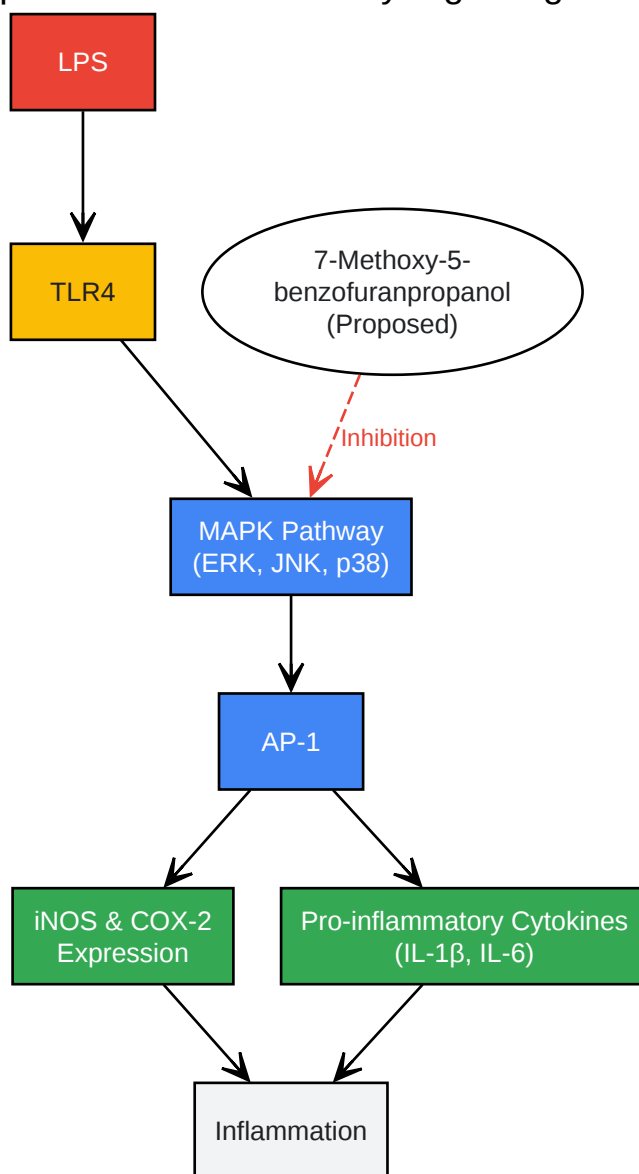 LPS
TLR4
7-Methoxy-5-
benzofuranpropanol
(Proposed)
Inhibition
MAPK Pathway
(ERK, JNK, p38)
AP-1
iNOS & COX-2
Expression
Pro-inflammatory Cytokines
(IL-1β, IL-6)
Inflammation